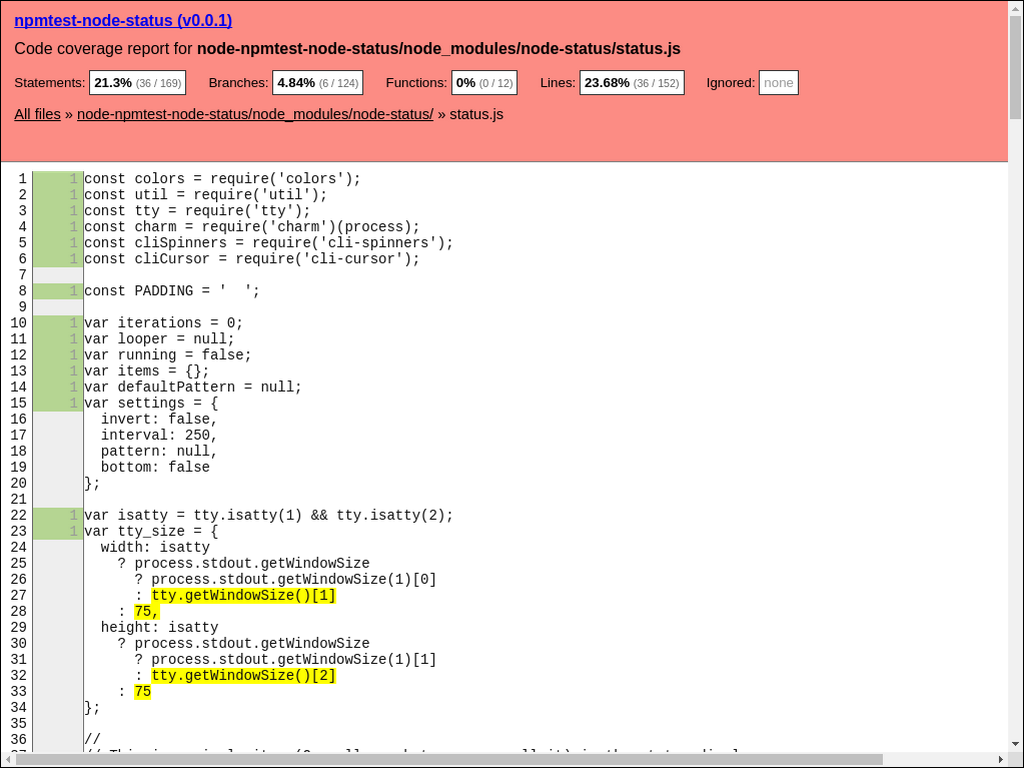 npmtest-node-status (v0.0.1)
Code coverage report for node-npmtest-node-status/node_modules/node-status/status.js
Statements: 21.3% (36 / 169) Branches: 4.84% (6 / 124) Functions: 0% (0 / 12) Lines: 23.68% (36 / 152) Ignored: none
All files » node-npmtest-node-status/node_modules/node-status/ » status.js
1 1 const colors = require('colors');
2 1 const util = require('util');
3 1 const tty = require('tty');
4 1 const charm = require('charm')(process);
5 1 const cliSpinners = require('cli-spinners');
6 1 const cliCursor = require('cli-cursor');
7
8 1 const PADDING = '  ';
9
10 1 var iterations = 0;
11 1 var looper = null;
12 1 var running = false;
13 1 var items = {};
14 1 var defaultPattern = null;
15 1 var settings = {
16   invert: false,
17   interval: 250,
18   pattern: null,
19   bottom: false
20 };
21
22 1 var isatty = tty.isatty(1) && tty.isatty(2);
23 1 var tty_size = {
24   width: isatty
25     ? process.stdout.getWindowSize
26       ? process.stdout.getWindowSize(1)[0]
27       : tty.getWindowSize()[1]
28     : 75,
29   height: isatty
30     ? process.stdout.getWindowSize
31       ? process.stdout.getWindowSize(1)[1]
32       : tty.getWindowSize()[2]
33     : 75
34 };
35
36 //